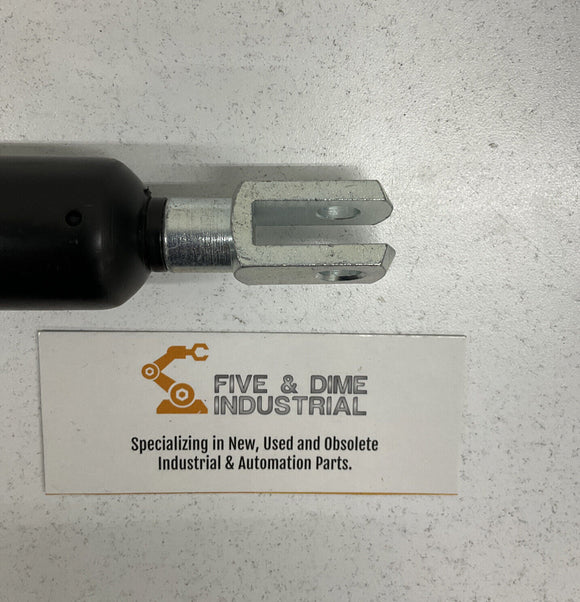 FIVE & DIME
INDUSTRIAL
Specializing in New, Used and Obsolete
Industrial & Automation Parts.